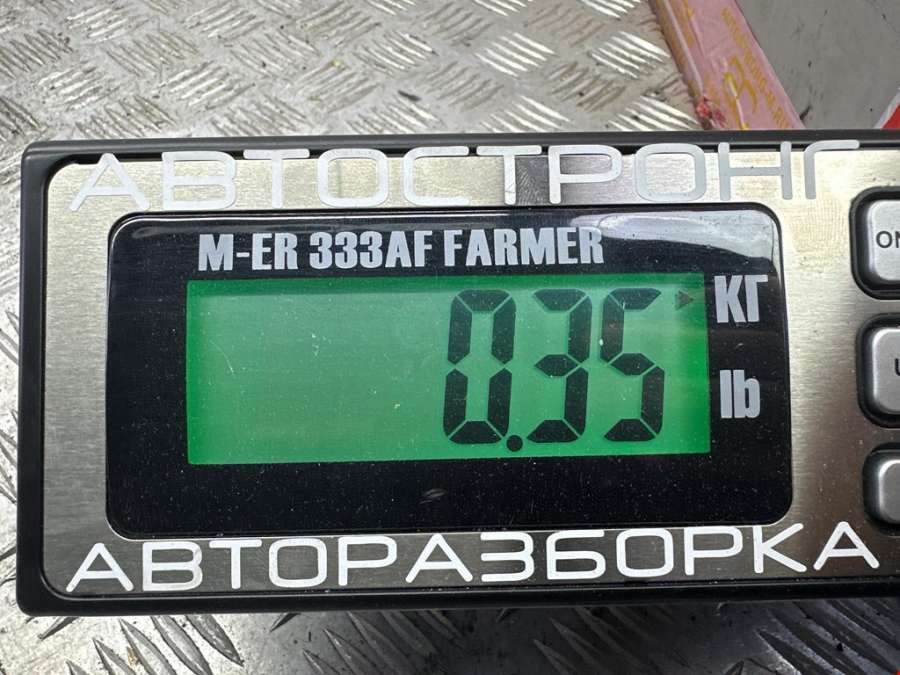 АВТОСТРОНГ
M-ER 333AF FARMER
0.35
КГ
lb
АВТОРАЗБОРКА